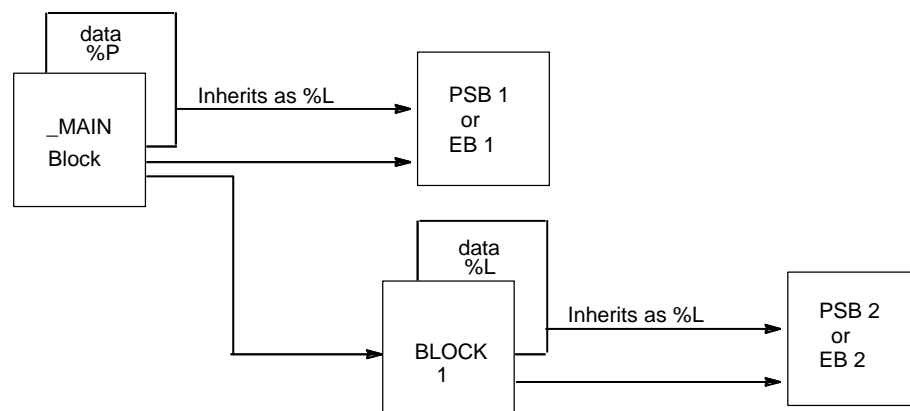 data
%P
_MAIN
Block
Inherits as %L
PSB 1
or
EB 1
data
%L
BLOCK
1
Inherits as %L
PSB 2
or
EB 2